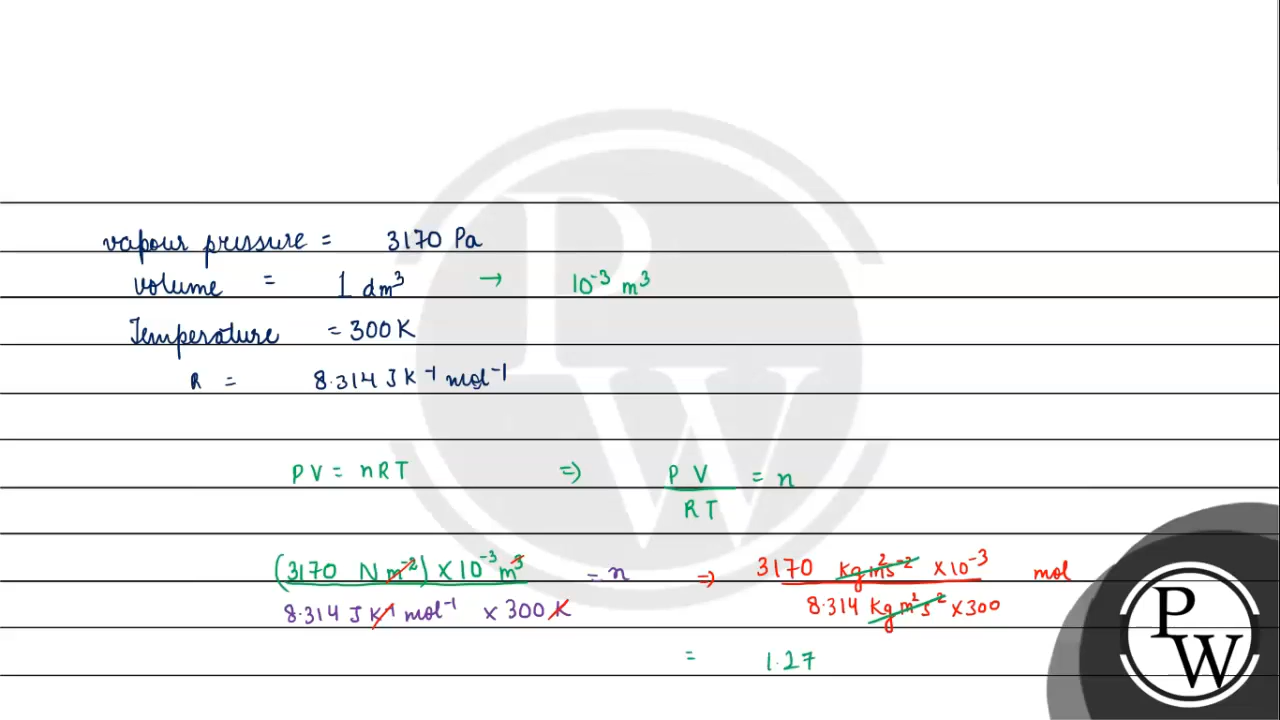 vapour pressure = 3170 Pa
volume = 1 dm³ → 10⁻³ m³
Temperature = 300 K
R = 8.314 J K⁻¹ mol⁻¹
PV = nRT ⇒ PV/RT = n
(3170 N m⁻²) × 10⁻³ m³ / 8.314 J K⁻¹ mol⁻¹ × 300 K = n ⇒ 3170 kg m² s⁻² × 10⁻³ / 8.314 kg m² s⁻² × 300 mol
= 1.27
PW
PW